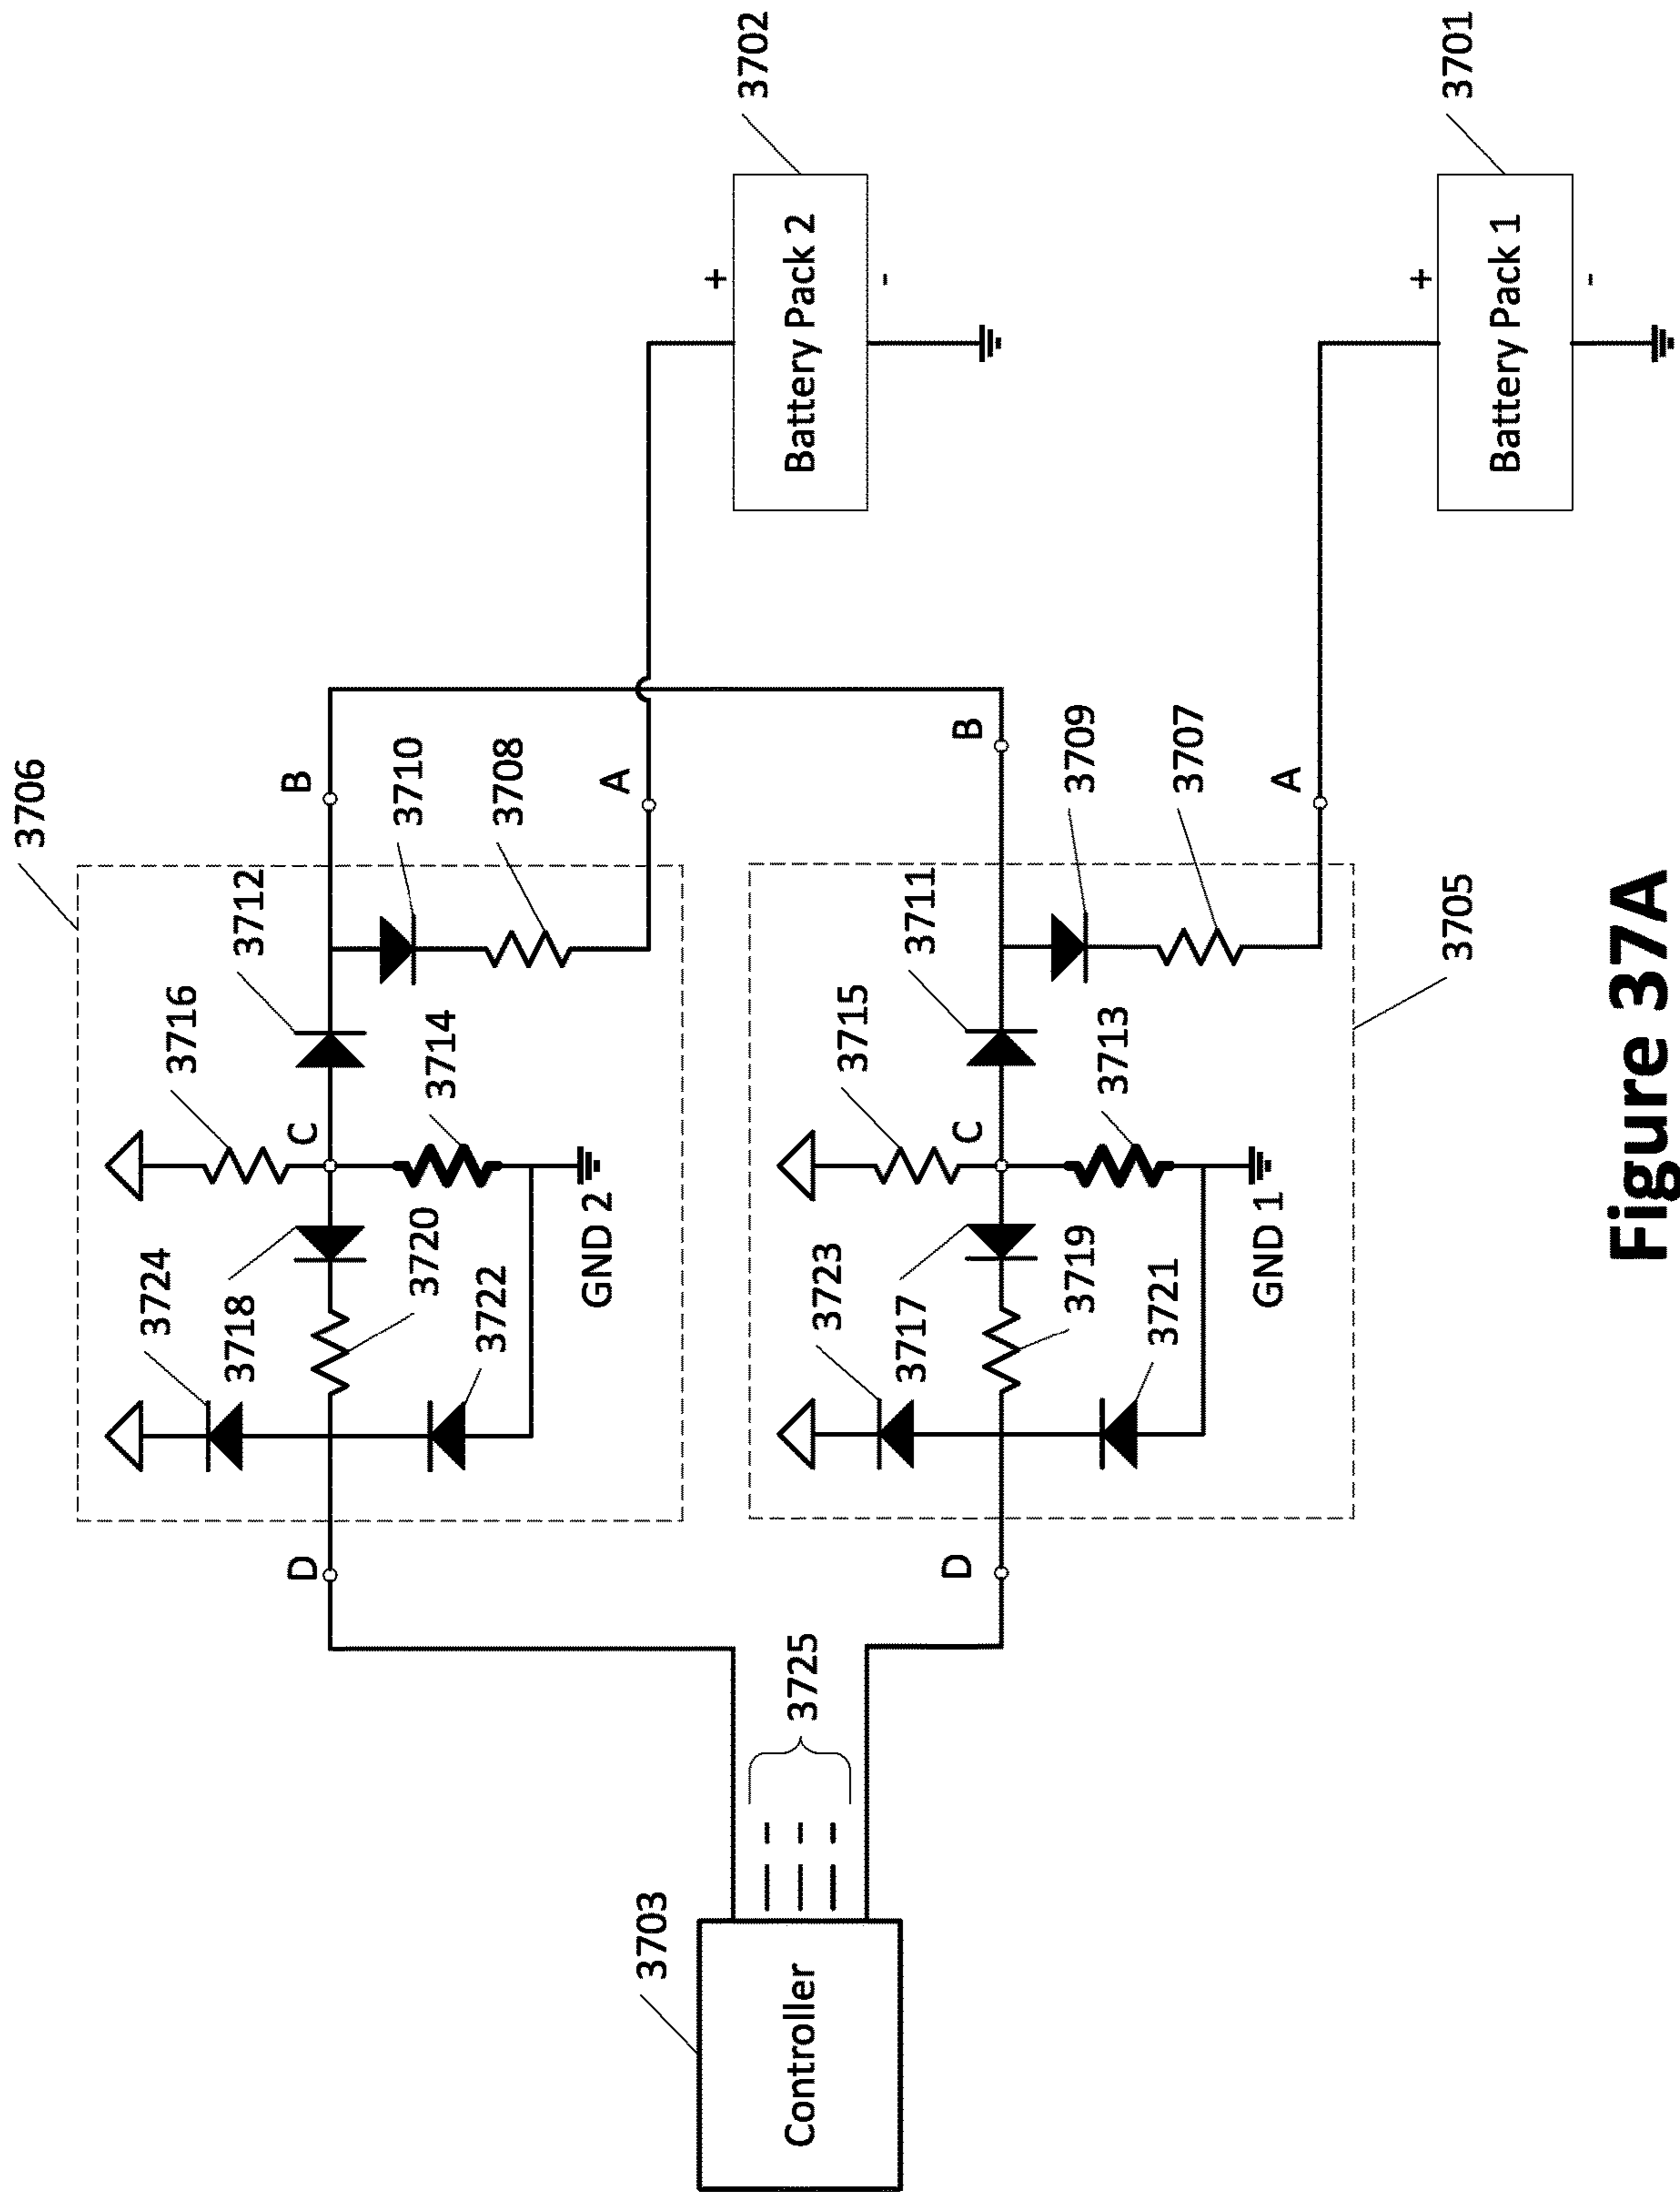 3706
3724
3716
3712
B
3718
C
3710
D
3720
3714
3708
3722
A
GND 2
3702
+
Battery Pack 2
-
3703
Controller
3725
3723
3715
3711
B
3717
C
3709
D
3719
3713
3707
3721
A
GND 1
3705
3701
+
Battery Pack 1
-
Figure 37A